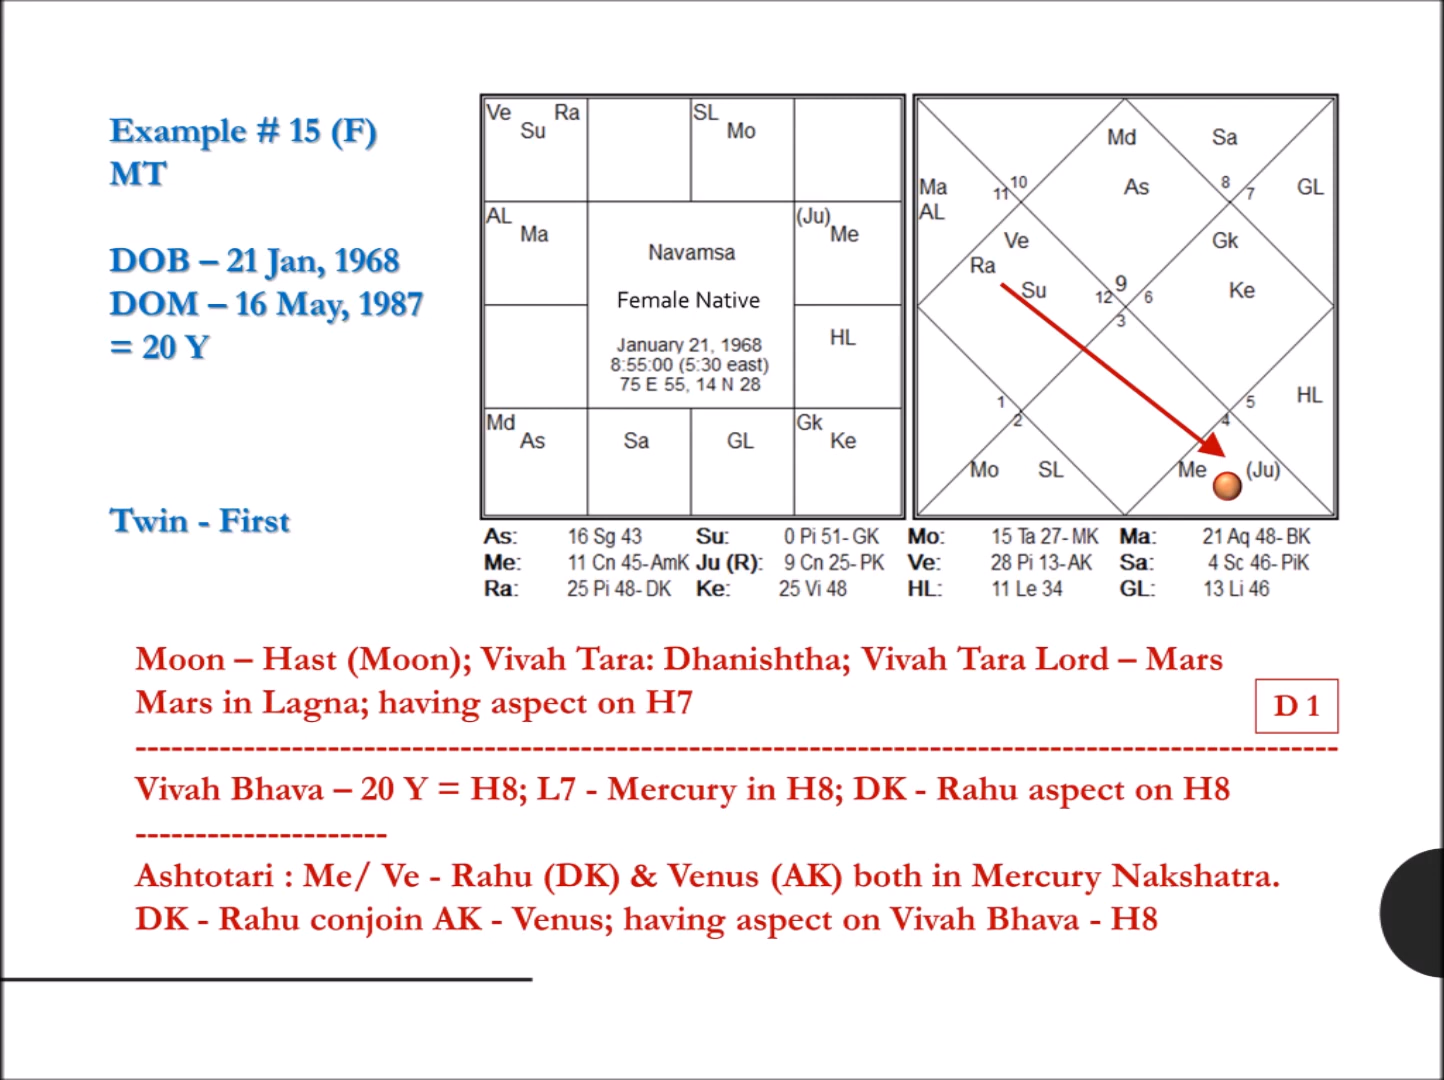 Example # 15 (F)
MT
DOB – 21 Jan, 1968
DOM – 16 May, 1987
= 20 Y
Twin - First
Ve Ra
Su
SL
Mo
AL
Ma
(Ju)
Me
Navamsa
Female Native
January 21, 1968
8:55:00 (5:30 east)
75 E 55, 14 N 28
HL
Md
As
Sa
GL
Gk
Ke
Md
Sa
Ma
AL
11 10
As
8 7
GL
Ve
Ra
Su
Gk
Ke
9
12 6
3
1
2
5
4
HL
Mo SL
Me (Ju)
As: 16 Sg 43 Su: 0 Pi 51- GK Mo: 15 Ta 27- MK Ma: 21 Aq 48- BK
Me: 11 Cn 45- AmK Ju (R): 9 Cn 25- PK Ve: 28 Pi 13- AK Sa: 4 Sc 46- PiK
Ra: 25 Pi 48- DK Ke: 25 Vi 48 HL: 11 Le 34 GL: 13 Li 46
Moon – Hast (Moon); Vivah Tara: Dhanishtha; Vivah Tara Lord – Mars
Mars in Lagna; having aspect on H7
D 1
Vivah Bhava – 20 Y = H8; L7 - Mercury in H8; DK - Rahu aspect on H8
Ashtotari : Me/ Ve - Rahu (DK) & Venus (AK) both in Mercury Nakshatra.
DK - Rahu conjoin AK - Venus; having aspect on Vivah Bhava - H8